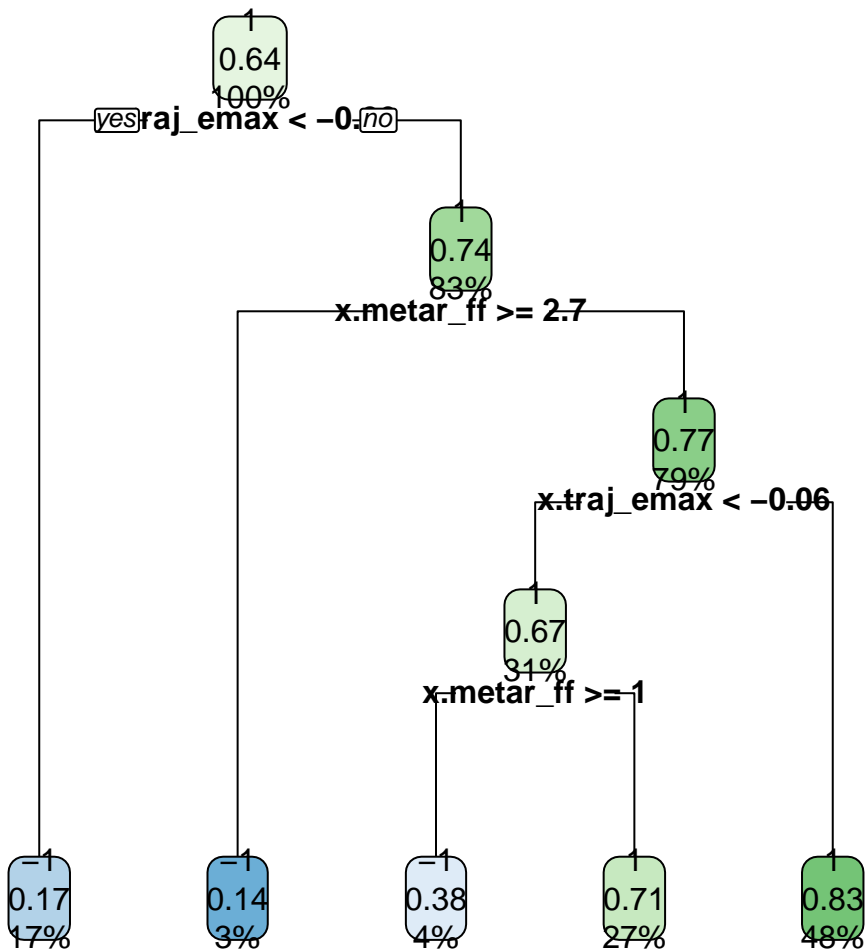 1
0.64
100%
yes raj_emax < −0. no
1
0.74
83%
x.metar_ff >= 2.7
1
0.77
79%
x.traj_emax < −0.06
1
0.67
31%
x.metar_ff >= 1
−1 −1 −1 1 1
0.17 0.14 0.38 0.71 0.83
17% 3% 4% 27% 48%